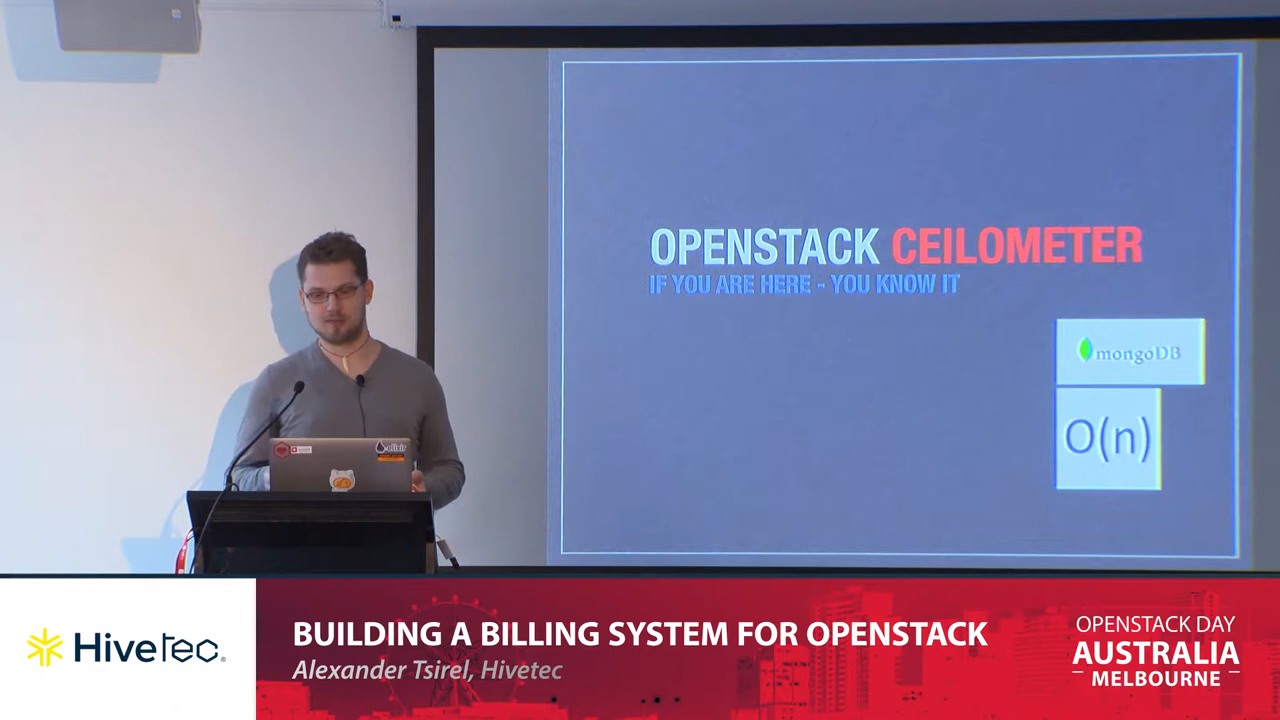 OPENSTACK CEILOMETER
IF YOU ARE HERE - YOU KNOW IT
mongoDB
O(n)
elixir
Hivetec
BUILDING A BILLING SYSTEM FOR OPENSTACK
Alexander Tsirel, Hivetec
OPENSTACK DAY
AUSTRALIA
MELBOURNE